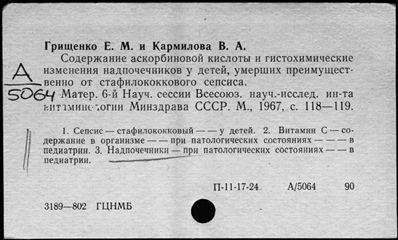 Грищенко Е. М. и Кармилова В. А.
Содержание аскорбиновой кислоты и гистохимические
изменения надпочечников у детей, умерших преимущест-
венно от стафилококкового сепсиса.
А
5064
Матер. 6-й Науч. сессии Всесоюз. науч.-исслед. ин-та
витаминологии Минздрава СССР. М., 1967, с. 118—119.
1. Сепсис — стафилококковый — — у детей. 2. Витамин С — со-
держание в организме — — при патологических состояниях — — в
педиатрии. 3. Надпочечники — при патологических состояниях — в
педиатрии.
П-11-17-24. А/5064 90
3189—802 ГЦНМБ